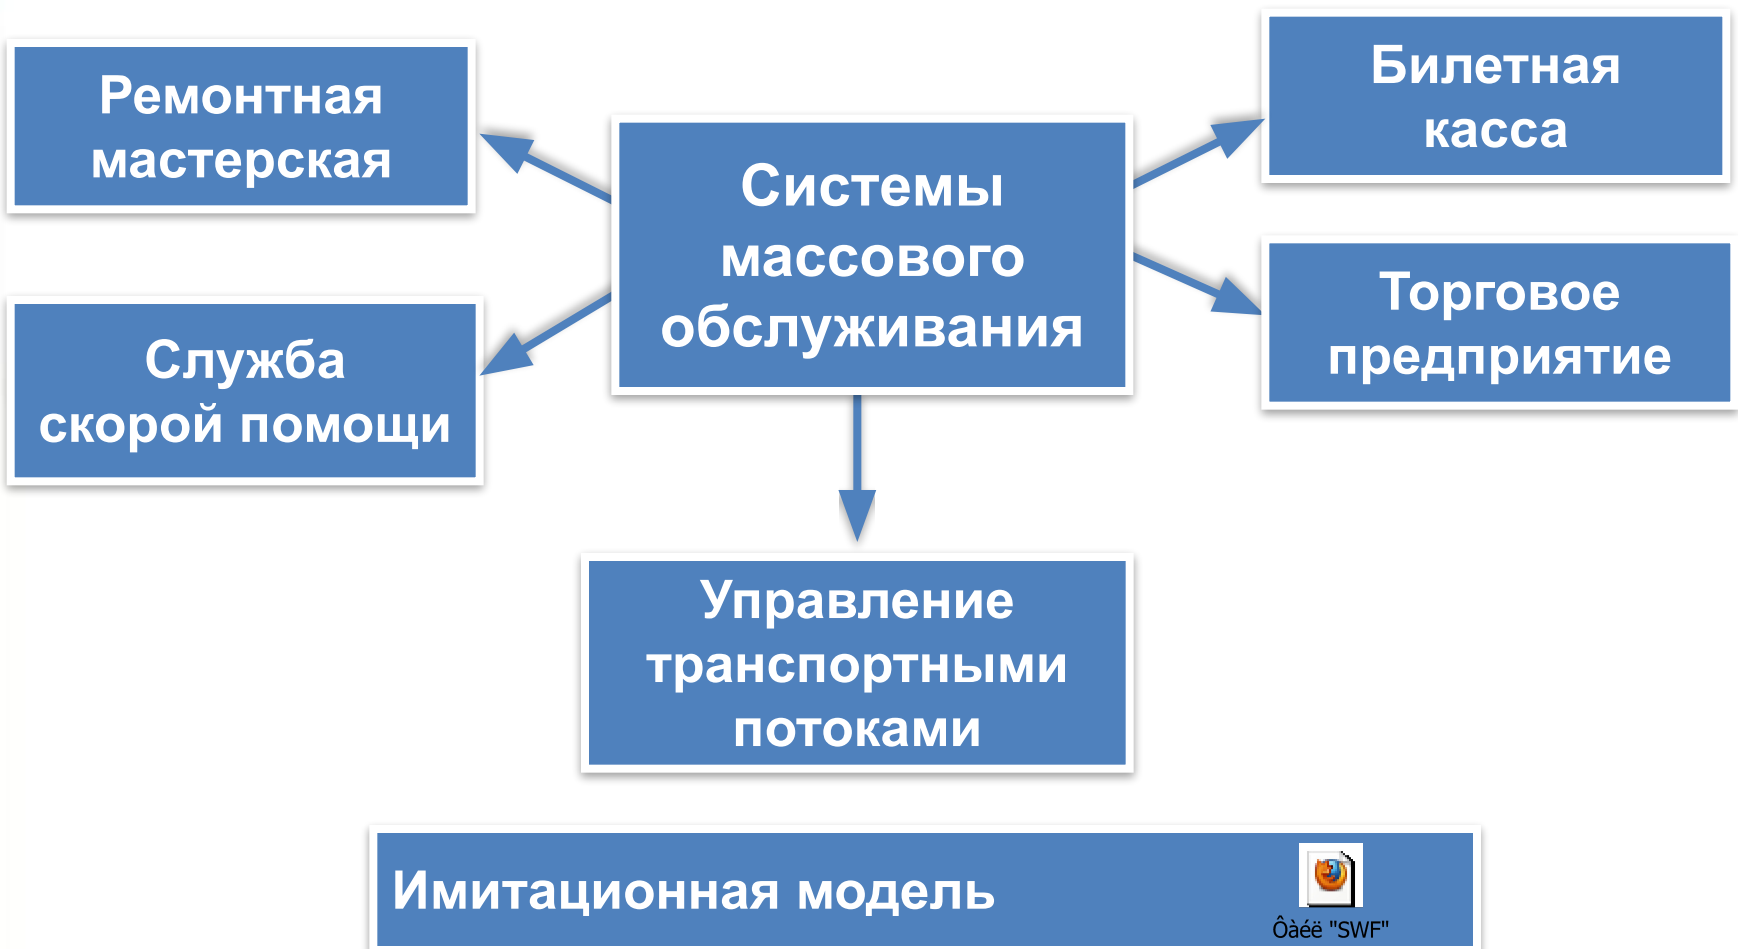 Ремонтная
мастерская
Служба
скорой помощи
Системы
массового
обслуживания
Билетная
касса
Торговое
предприятие
Управление
транспортными
потоками
Имитационная модель
Ôàéë "SWF"